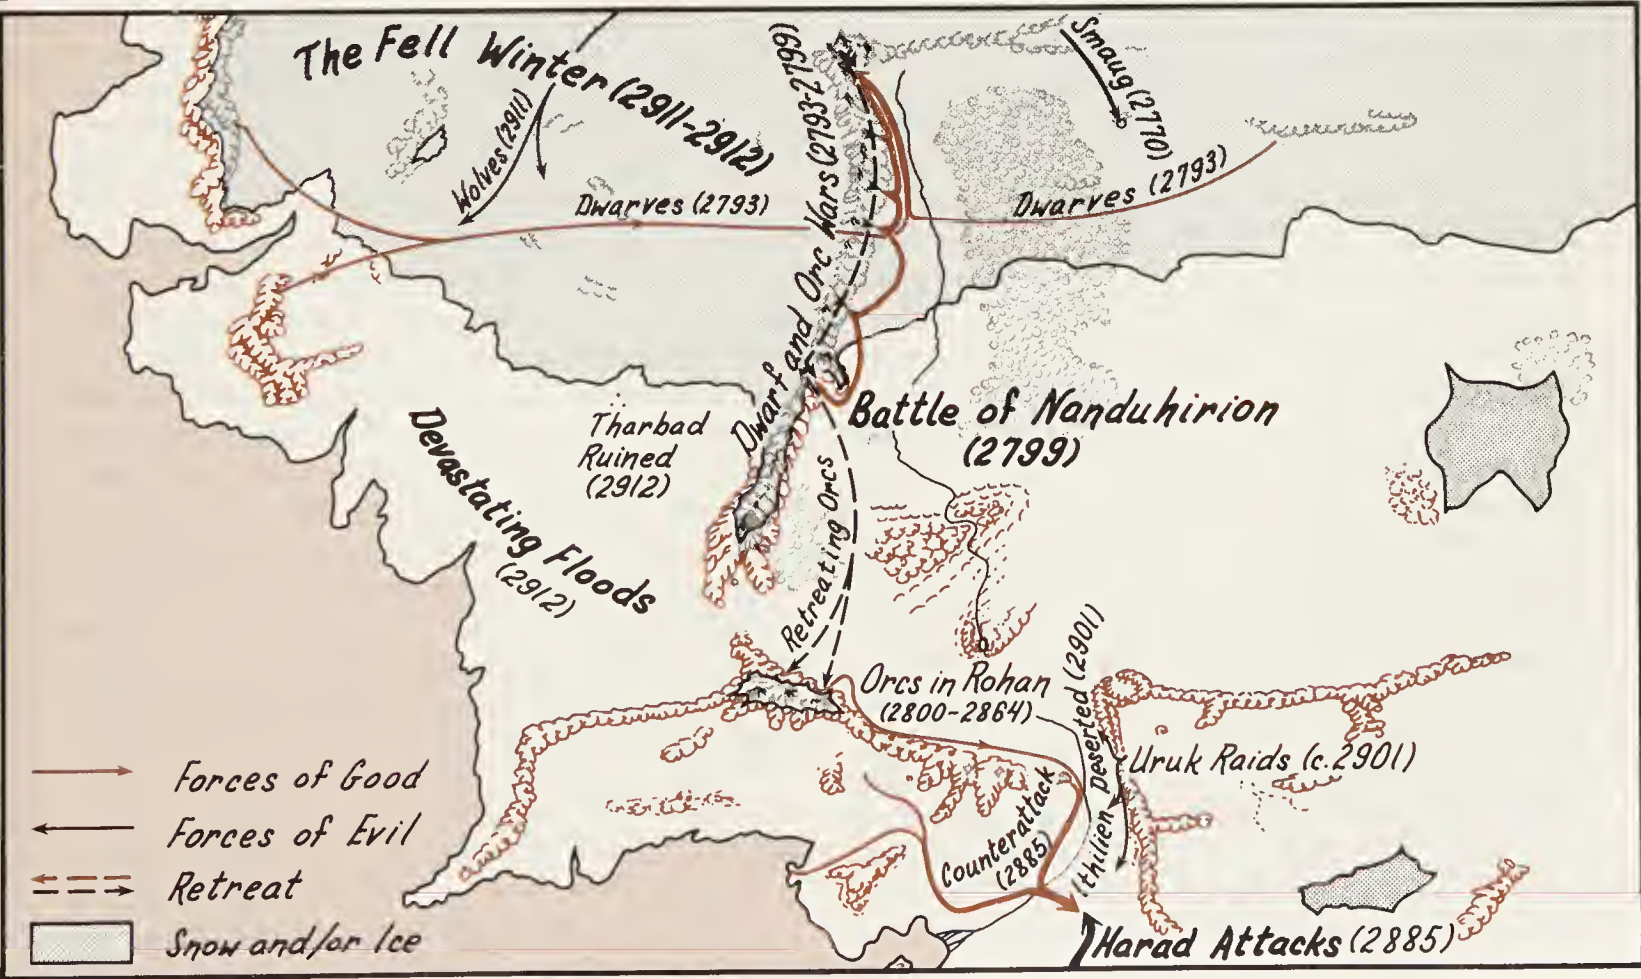 The Fell Winter (2911-2912)
Wolves (2911)
Dwarves (2793)
Dwarf and Orc Wars (2793-2799)
Smaug (2770)
Dwarves (2793)
Battle of Nanduhirion
(2799)
Tharbad
Ruined
(2912)
Devastating Floods
(2912)
Retreating Orcs
Orcs in Rohan
(2800-2864)
Ithilien Deserted (2901)
Uruk Raids (c.2901)
Counterattack
(2885)
Harad Attacks (2885)
Forces of Good
Forces of Evil
Retreat
Snow and/or Ice